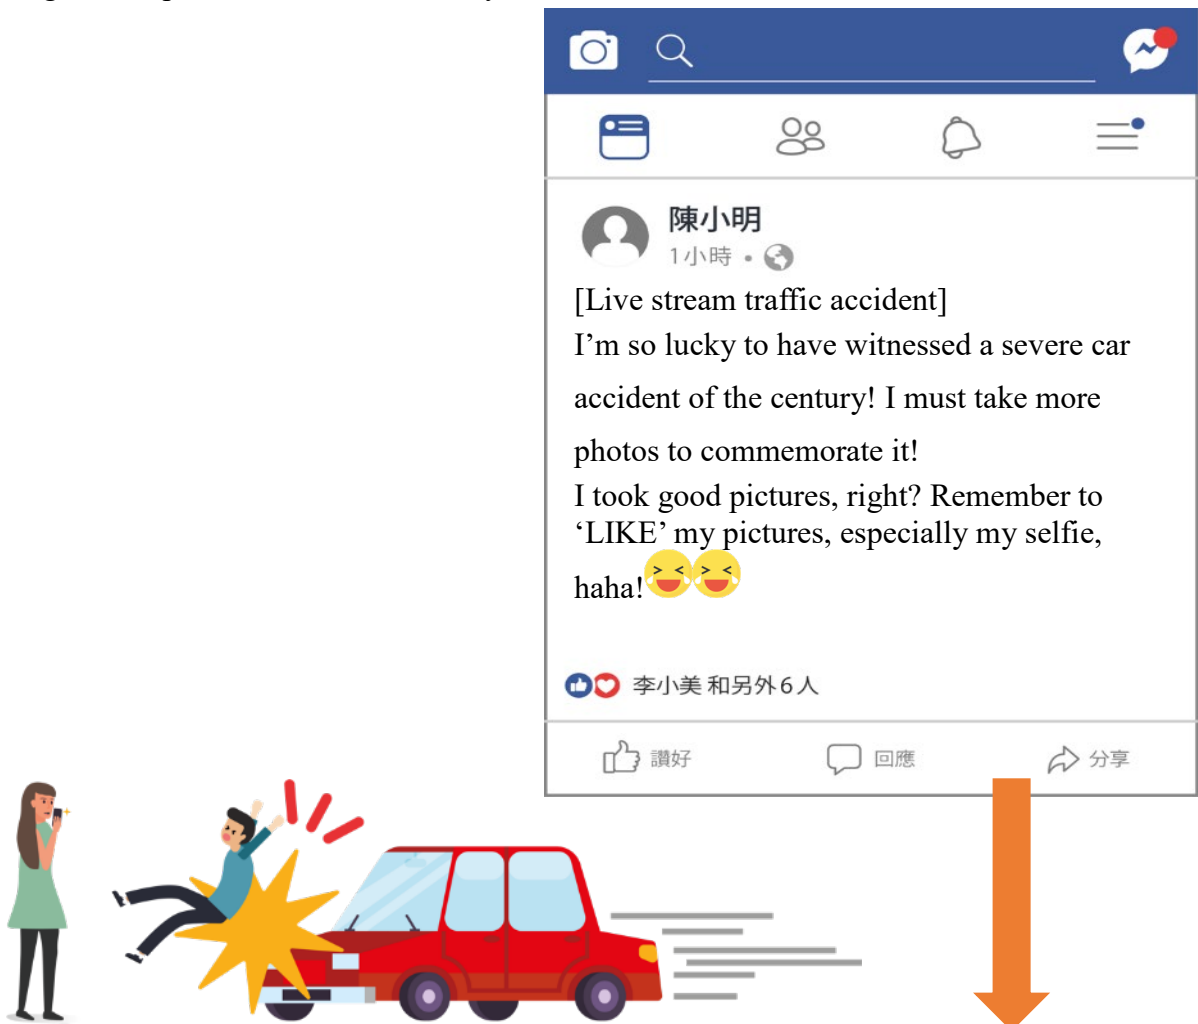 陳小明
1小時 •
[Live stream traffic accident]
I’m so lucky to have witnessed a severe car
accident of the century! I must take more
photos to commemorate it!
I took good pictures, right? Remember to
‘LIKE’ my pictures, especially my selfie,
haha!
李小美 和另外6人
讚好 回應 分享